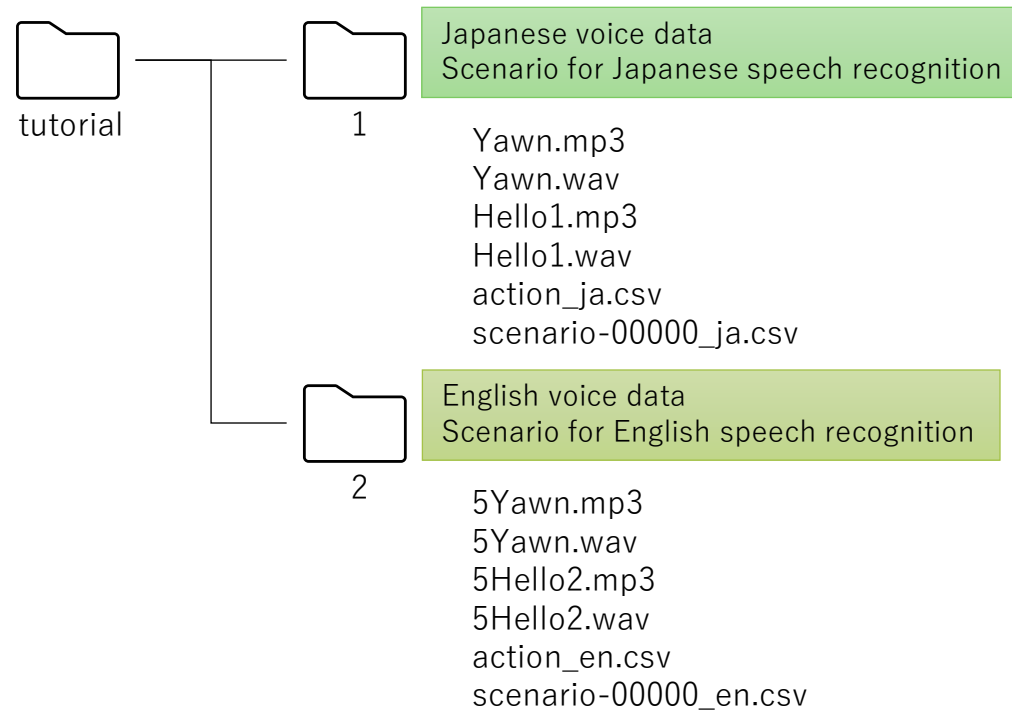 tutorial
1
Japanese voice data
Scenario for Japanese speech recognition
Yawn.mp3
Yawn.wav
Hello1.mp3
Hello1.wav
action_ja.csv
scenario-00000_ja.csv
2
English voice data
Scenario for English speech recognition
5Yawn.mp3
5Yawn.wav
5Hello2.mp3
5Hello2.wav
action_en.csv
scenario-00000_en.csv